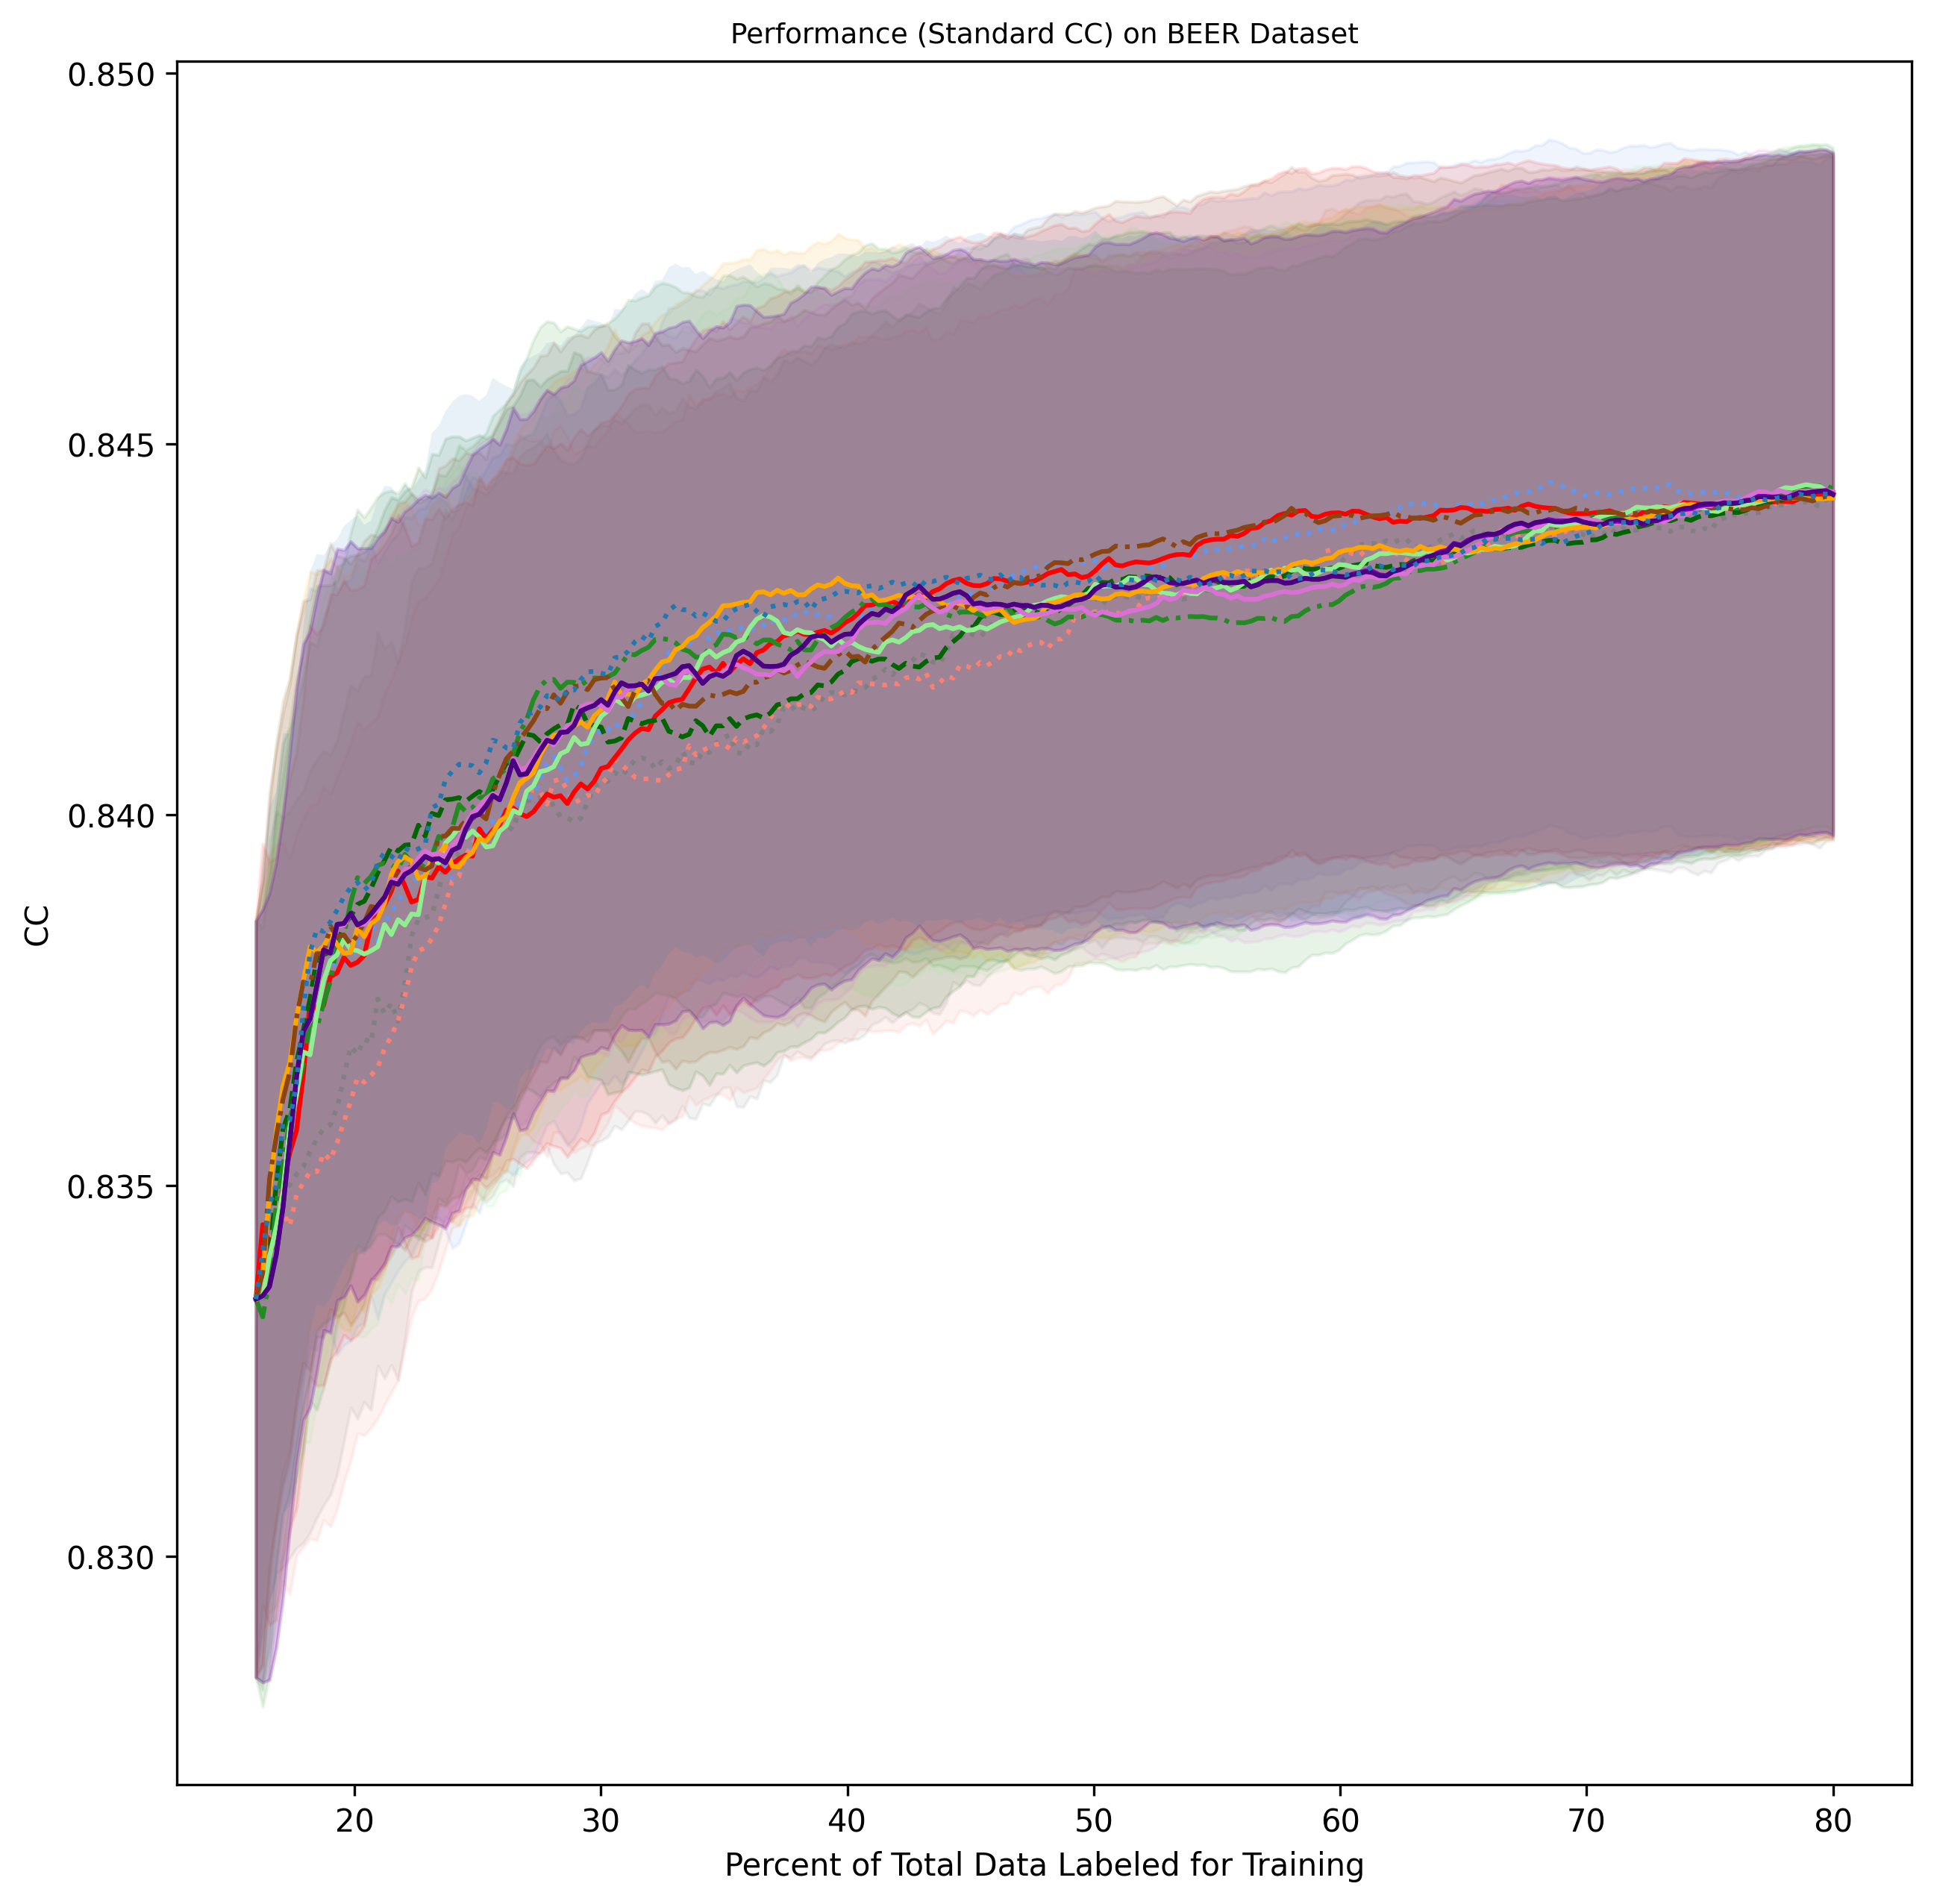 Performance (Standard CC) on BEER Dataset
0.850
0.845
0.840
0.835
0.830
CC
20 30 40 50 60 70 80
Percent of Total Data Labeled for Training